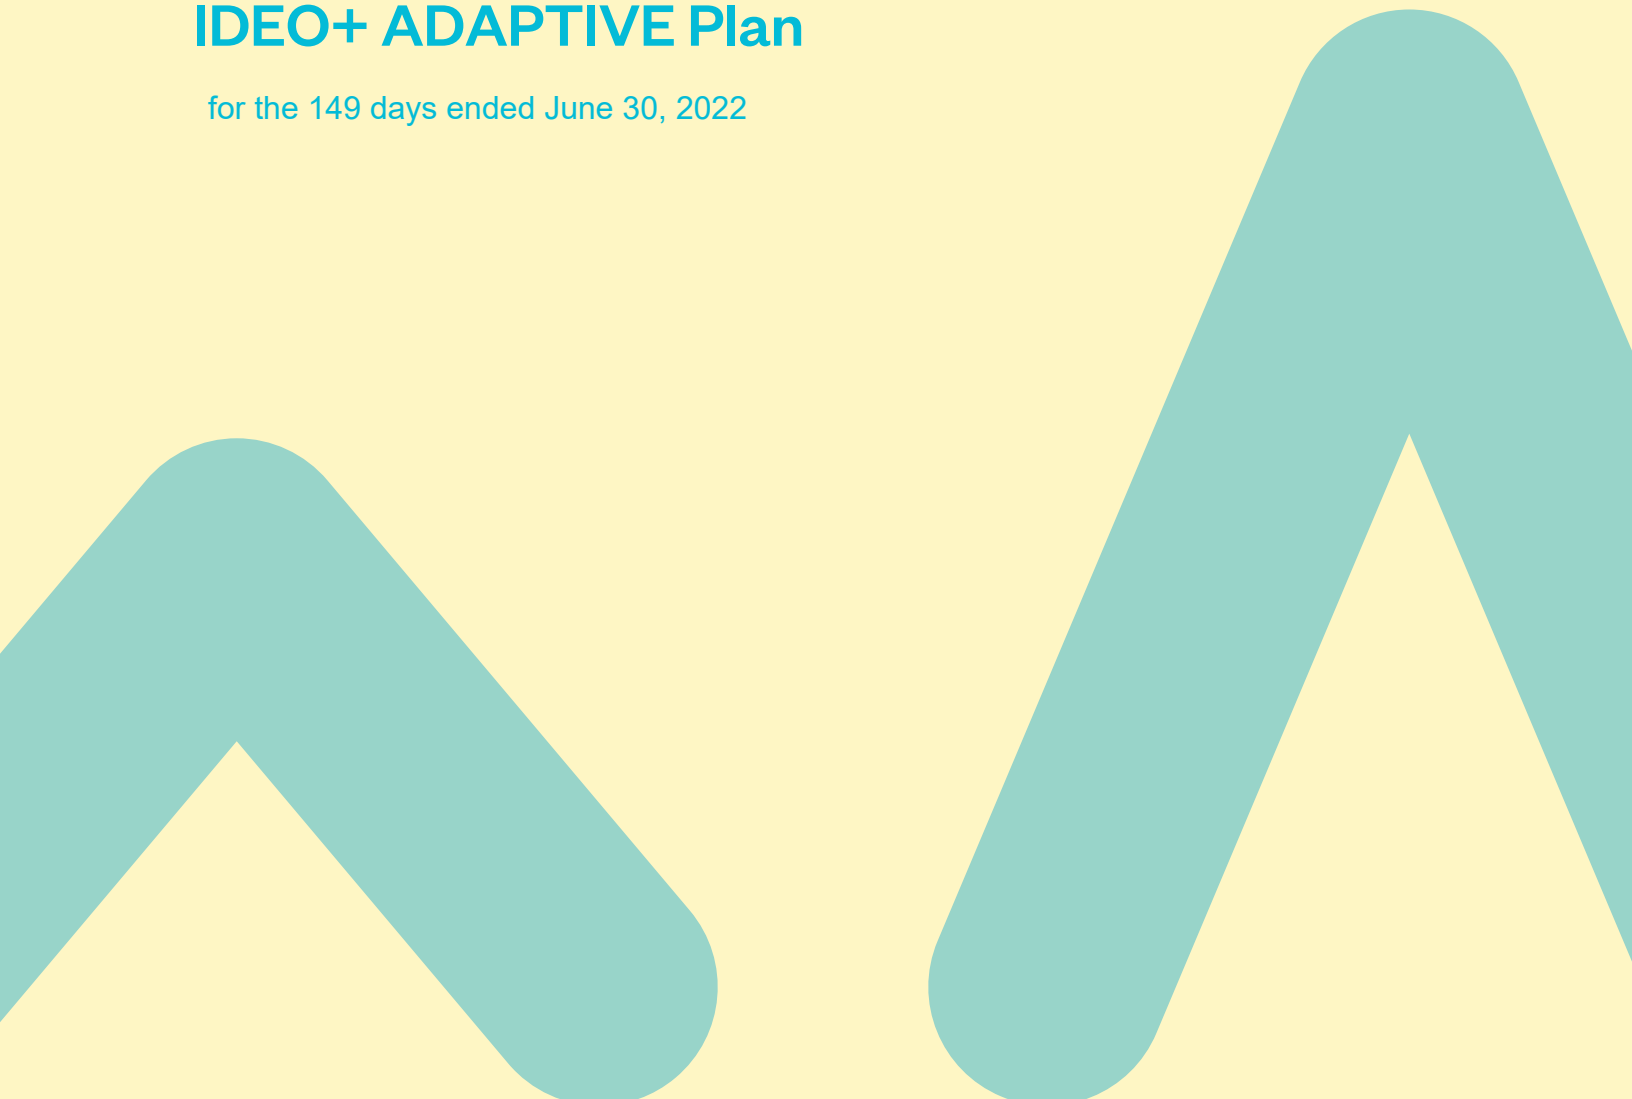 IDEO+ ADAPTIVE Plan
for the 149 days ended June 30, 2022